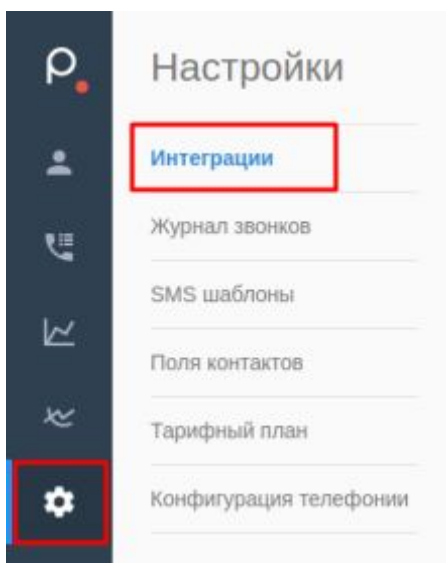 Настройки
Интеграции
Журнал звонков
SMS шаблоны
Поля контактов
Тарифный план
Конфигурация телефонии